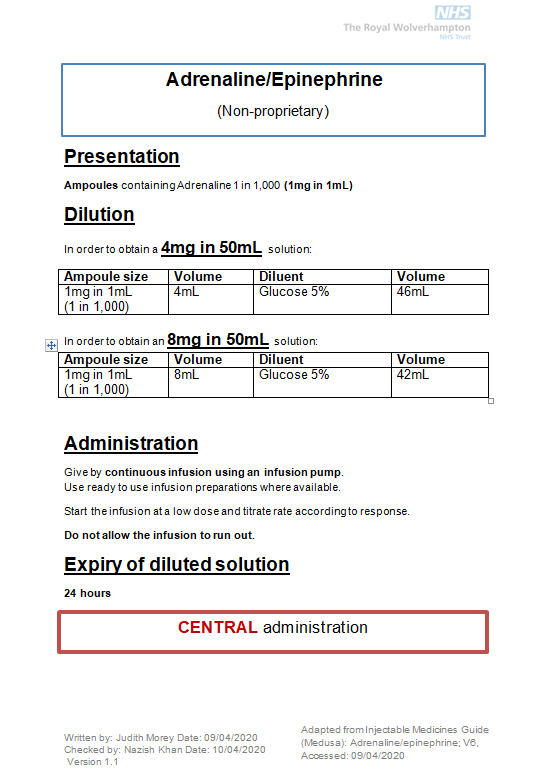 NHS
The Royal Wolverhampton
NHS Trust
Adrenaline/Epinephrine
(Non-proprietary)
Presentation
Ampoules containing Adrenaline 1 in 1,000 (1mg in 1mL)
Dilution
In order to obtain a 4mg in 50mL solution:
Ampoule size Volume Diluent Volume
1mg in 1mL 4mL Glucose 5% 46mL
(1 in 1,000)
In order to obtain an 8mg in 50mL solution:
Ampoule size Volume Diluent Volume
1mg in 1mL 8mL Glucose 5% 42mL
(1 in 1,000)
Administration
Give by continuous infusion using an infusion pump.
Use ready to use infusion preparations where available.
Start the infusion at a low dose and titrate rate according to response.
Do not allow the infusion to run out.
Expiry of diluted solution
24 hours
CENTRAL administration
Written by: Judith Morey Date: 09/04/2020
Checked by: Nazish Khan Date: 10/04/2020
Version 1.1
Adapted from Injectable Medicines Guide
(Medusa): Adrenaline/epinephrine; V6,
Accessed: 09/04/2020